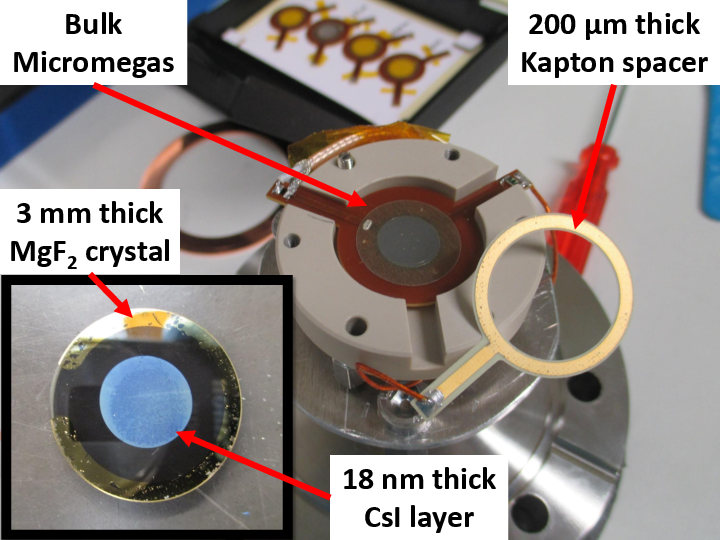 Bulk
Micromegas
200 µm thick
Kapton spacer
3 mm thick
MgF₂ crystal
18 nm thick
CsI layer